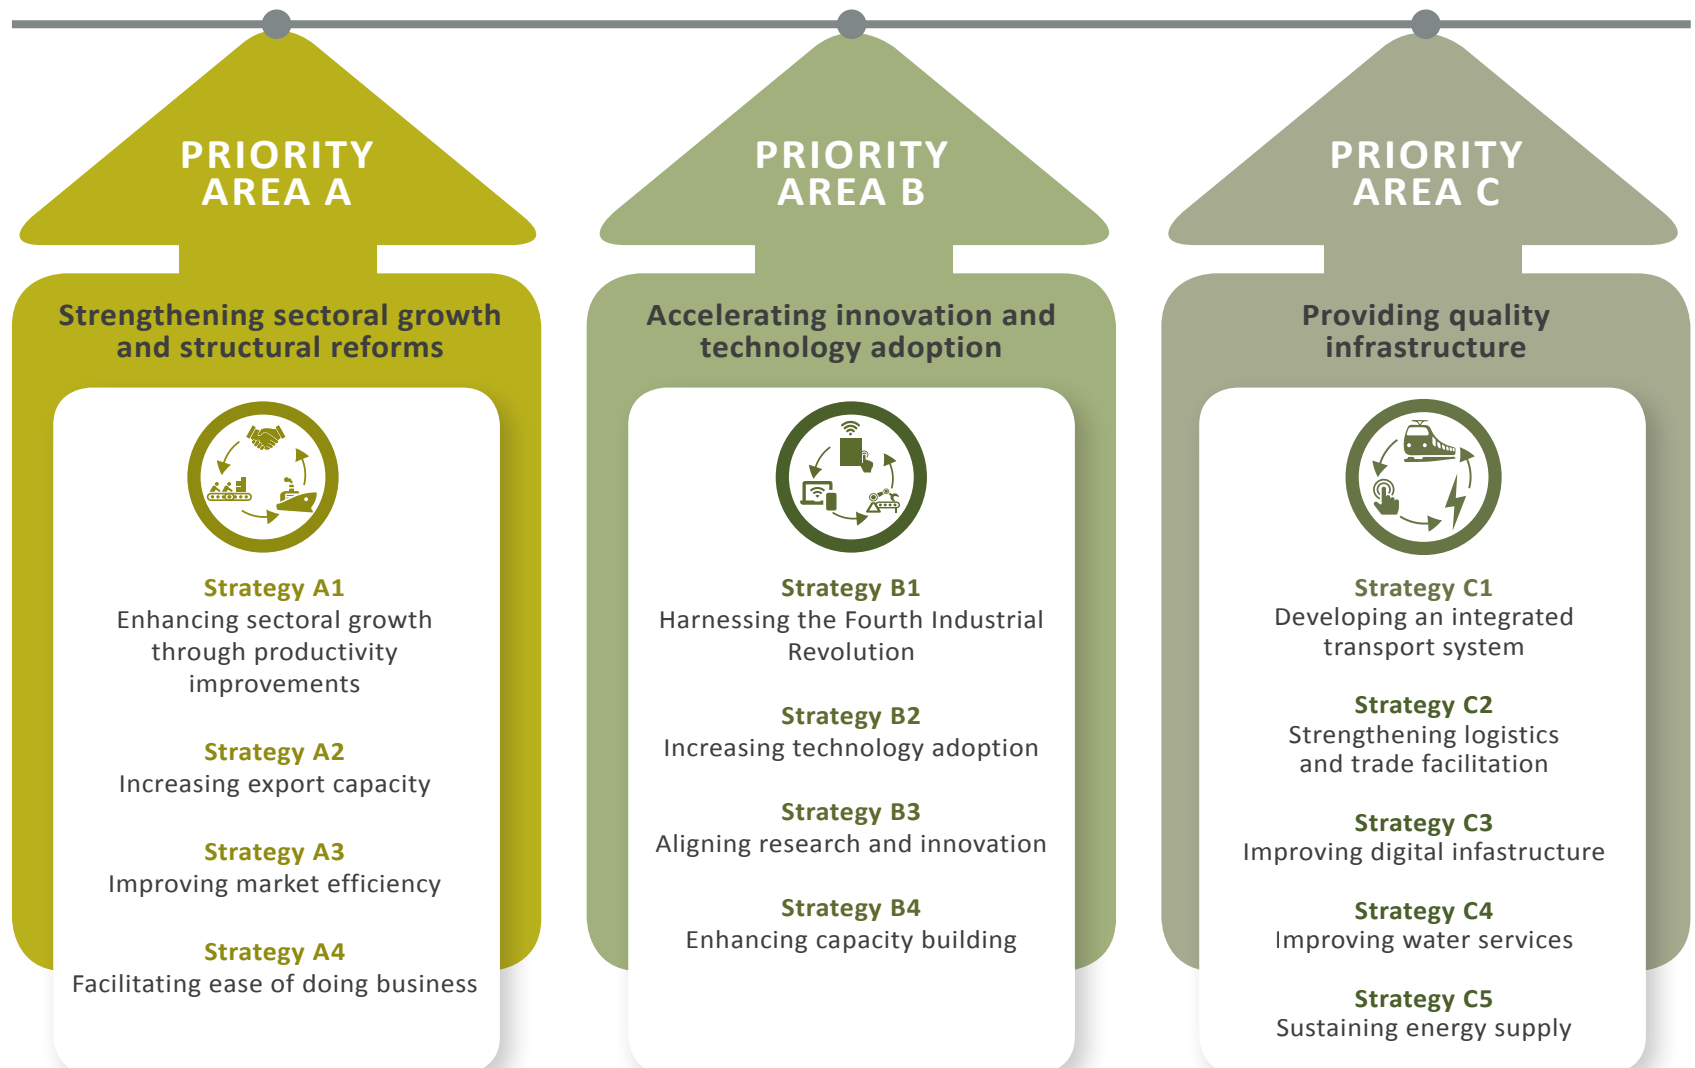 PRIORITY
AREA A
Strengthening sectoral growth
and structural reforms
Strategy A1
Enhancing sectoral growth
through productivity
improvements
Strategy A2
Increasing export capacity
Strategy A3
Improving market efficiency
Strategy A4
Facilitating ease of doing business
PRIORITY
AREA B
Accelerating innovation and
technology adoption
Strategy B1
Harnessing the Fourth Industrial
Revolution
Strategy B2
Increasing technology adoption
Strategy B3
Aligning research and innovation
Strategy B4
Enhancing capacity building
PRIORITY
AREA C
Providing quality
infrastructure
Strategy C1
Developing an integrated
transport system
Strategy C2
Strengthening logistics
and trade facilitation
Strategy C3
Improving digital infastructure
Strategy C4
Improving water services
Strategy C5
Sustaining energy supply